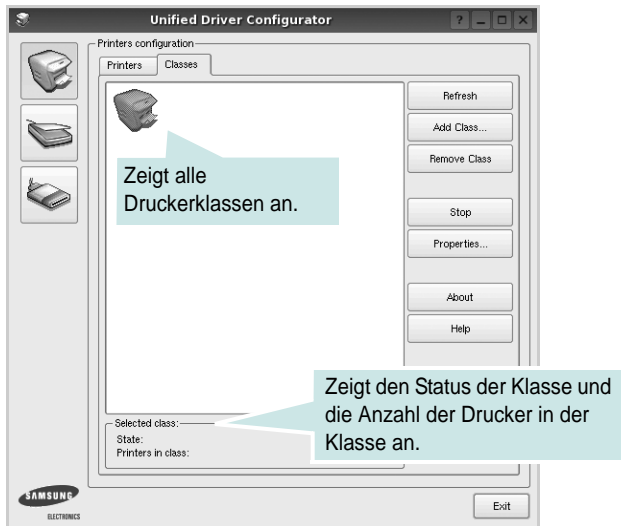 Unified Driver Configurator
Printers configuration
Printers
Classes
Refresh
Add Class...
Remove Class
Zeigt alle
Druckerklassen an.
Stop
Properties...
About
Help
Zeigt den Status der Klasse und
die Anzahl der Drucker in der
Klasse an.
Selected class:
State:
Printers in class:
SAMSUNG
ELECTRONICS
Exit